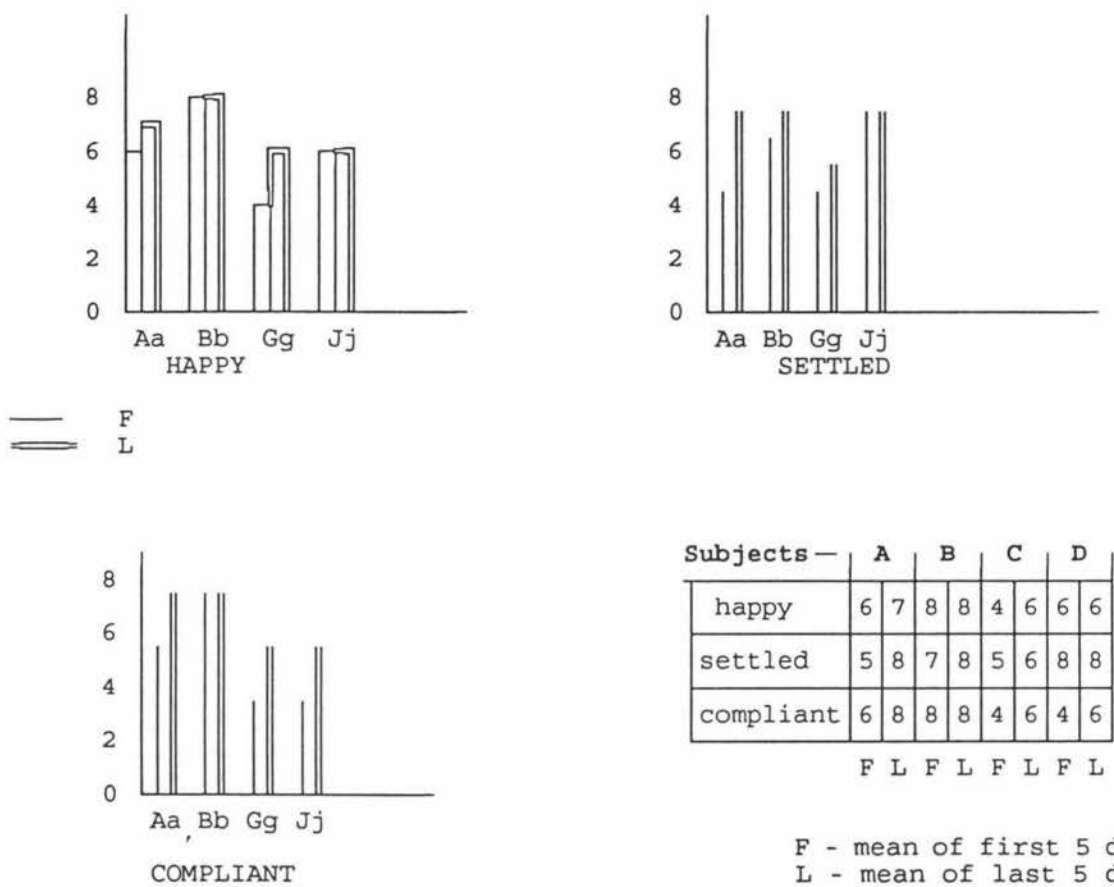 8
6
4
2
0
Aa Bb Gg Jj
HAPPY
8
6
4
2
0
Aa Bb Gg Jj
SETTLED
F
L
8
6
4
2
0
Aa Bb Gg Jj
COMPLIANT
Subjects— A B C D
happy 6 7 8 8 4 6 6 6
settled 5 8 7 8 5 6 8 8
compliant 6 8 8 8 4 6 4 6
F L F L F L F L
F - mean of first 5 d
L - mean of last 5 d